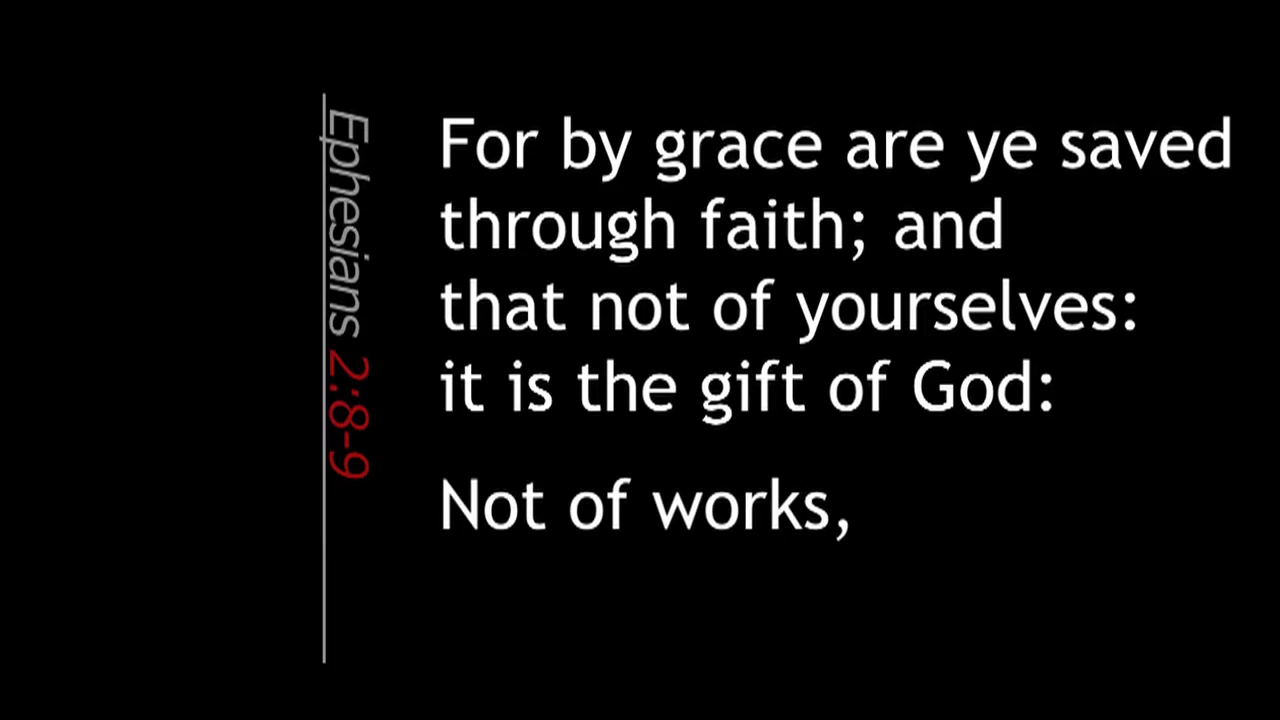 Ephesians 2:8-9
For by grace are ye saved
through faith; and
that not of yourselves:
it is the gift of God:
Not of works,